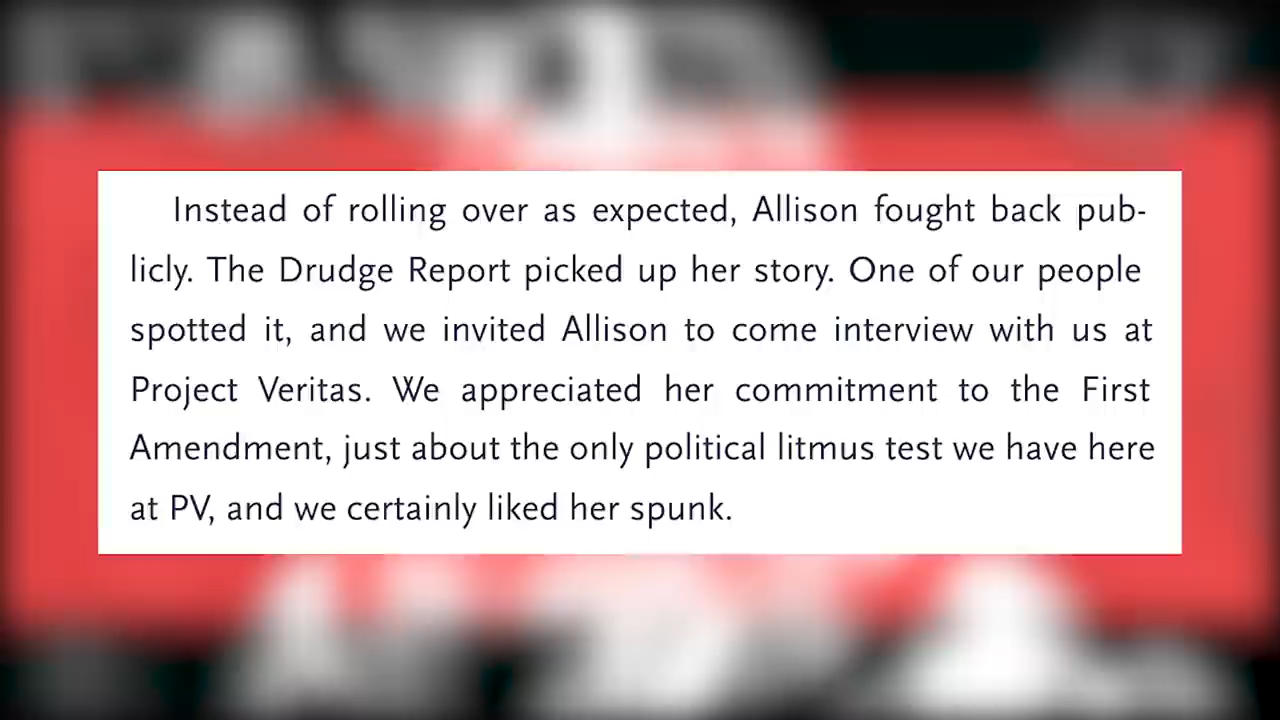 Instead of rolling over as expected, Allison fought back pub-
licly. The Drudge Report picked up her story. One of our people
spotted it, and we invited Allison to come interview with us at
Project Veritas. We appreciated her commitment to the First
Amendment, just about the only political litmus test we have here
at PV, and we certainly liked her spunk.